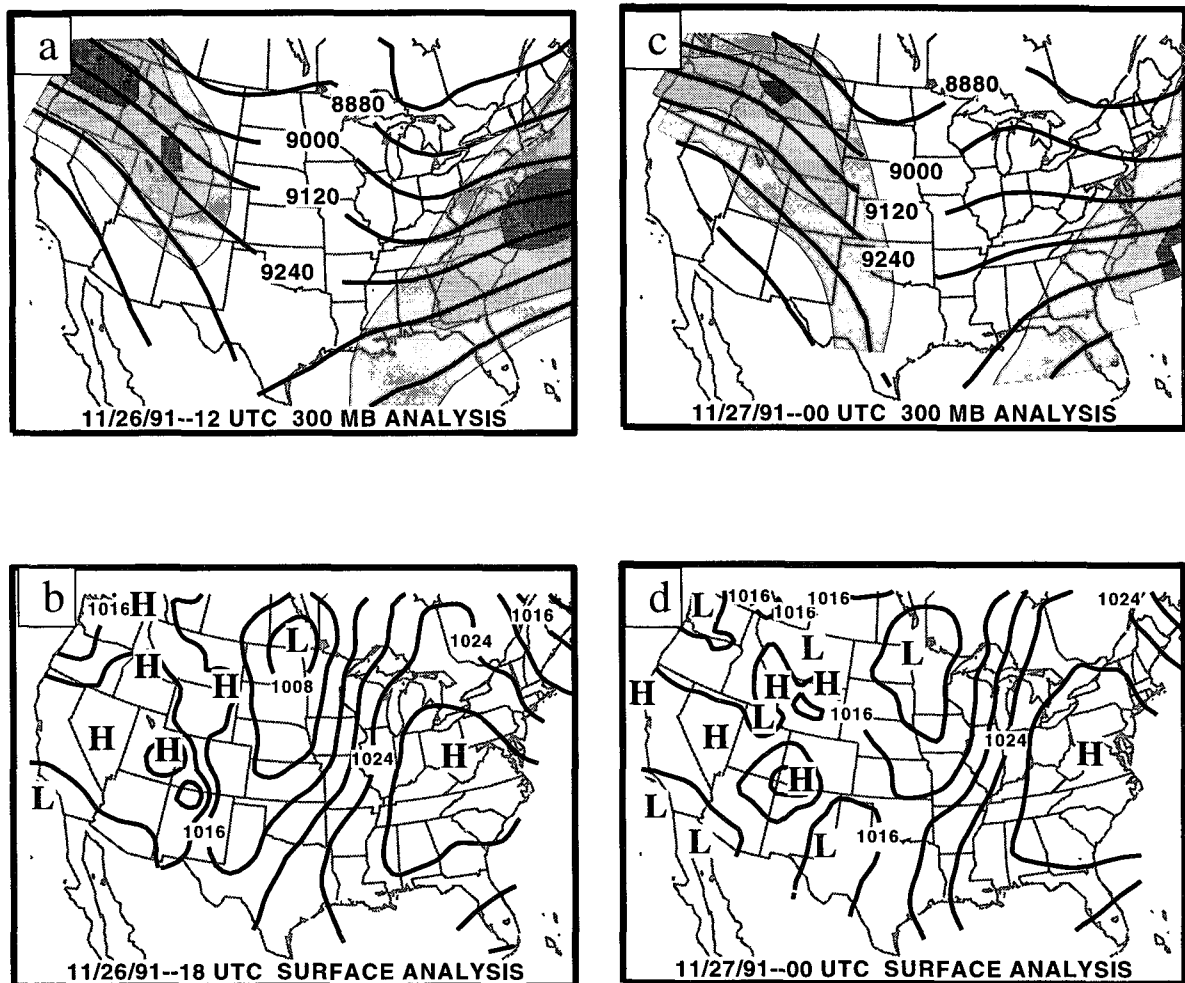 a
8880
9000
9120
9240
11/26/91--12 UTC 300 MB ANALYSIS
c
8880
9000
9120
9240
11/27/91--00 UTC 300 MB ANALYSIS
b
1016 H
1016
L
1024
H
H
1008
H
H
1024
H
L
1016
11/26/91--18 UTC SURFACE ANALYSIS
d
L 1016 1016 1016
1024
L
L
H
H H
L
1016
H
1024
H
H
L
1016
L
L
11/27/91--00 UTC SURFACE ANALYSIS